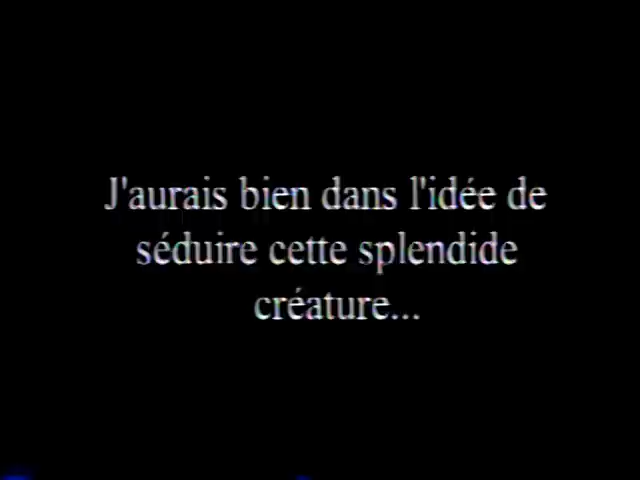 J'aurais bien dans l'idée de
séduire cette splendide
créature...